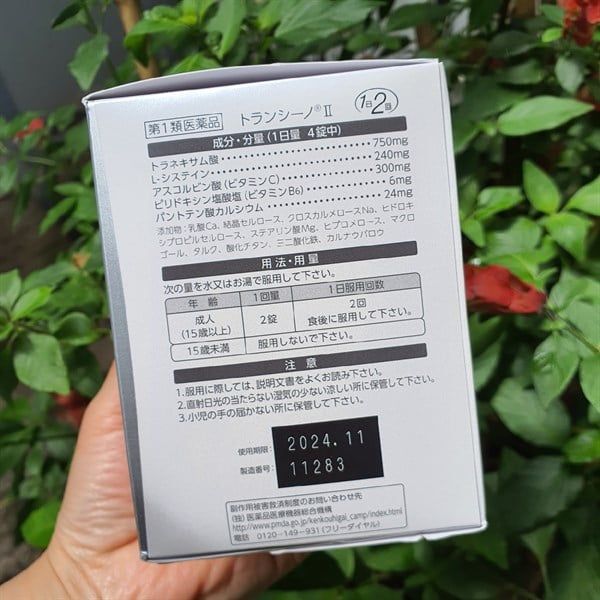 第1類医薬品 トランシーノ®Ⅱ 1日2回
成分・分量(1日量 4錠中)
トラネキサム酸 ・・・・・・・・・・・・・・・・・・・・ 750mg
L-システイン ・・・・・・・・・・・・・・・・・・・・ 240mg
アスコルビン酸(ビタミンC) ・・・・・・・・・・・・ 300mg
ピリドキシン塩酸塩(ビタミンB6) ・・・・・・・・・・ 6mg
パントテン酸カルシウム ・・・・・・・・・・・・・・ 24mg
添加物:乳酸Ca、結晶セルロース、クロスカルメロースNa、ヒドロキ
シプロピルセルロース、ステアリン酸Mg、ヒプロメロース、マクロ
ゴール、タルク、酸化チタン、三二酸化鉄、カルナウバロウ
用法・用量
次の量を水又はお湯で服用して下さい。
年齢 1回量 1日服用回数
成人 2錠 2回
(15歳以上) 食後に服用して下さい。
15歳未満 服用しないで下さい。
注意
1.服用に際しては、説明文書をよくお読み下さい。
2.直射日光の当たらない湿気の少ない涼しい所に保管して下さい。
3.小児の手の届かない所に保管して下さい。
使用期限: 2024.11
製造番号: 11283
副作用被害救済制度のお問い合わせ先
(独)医薬品医療機器総合機構
http://www.pmda.go.jp/kenkouhigai_camp/index.html
電話 0120-149-931(フリーダイヤル)